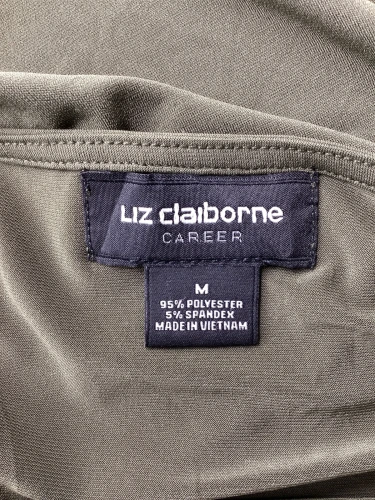 LIZ claiborne
CAREER
M
95% POLYESTER
5% SPANDEX
MADE IN VIETNAM